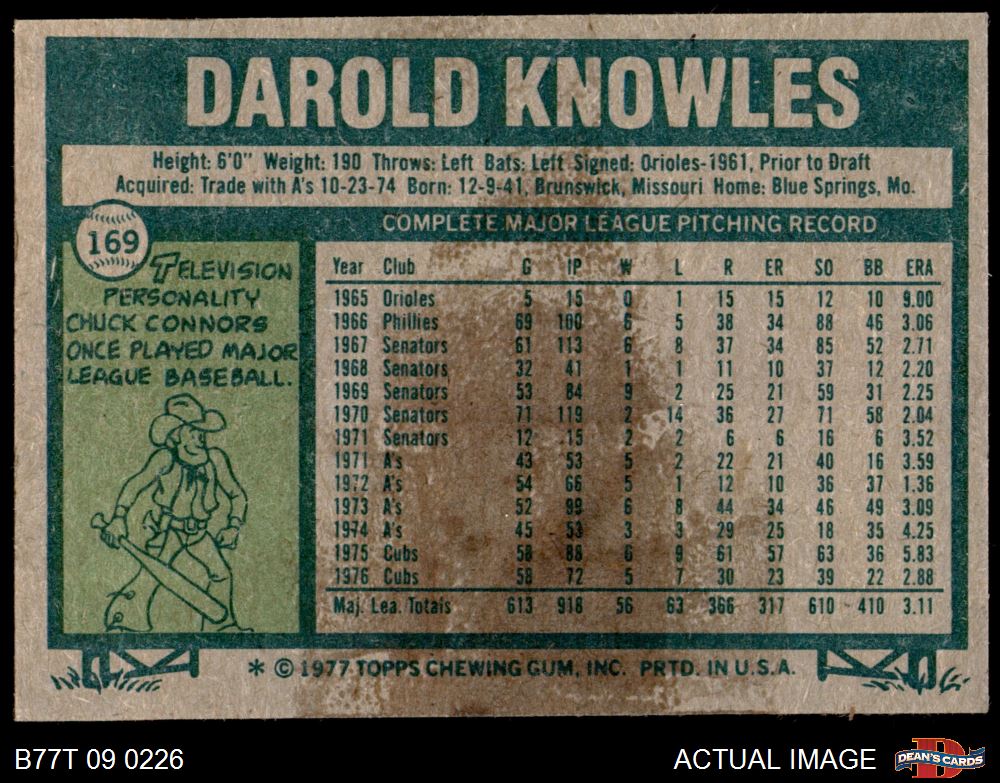 DAROLD KNOWLES
Height: 6'0" Weight: 190 Throws: Left Bats: Left Signed: Orioles-1961, Prior to Draft
Acquired: Trade with A's 10-23-74 Born: 12-9-41, Brunswick, Missouri Home: Blue Springs, Mo.
COMPLETE MAJOR LEAGUE PITCHING RECORD
169
TELEVISION
PERSONALITY
CHUCK CONNORS
ONCE PLAYED MAJOR
LEAGUE BASEBALL.
Year Club G IP W L R ER SO BB ERA
1965 Orioles 5 15 0 1 15 15 12 10 9.00
1966 Phillies 69 100 6 5 38 34 88 46 3.06
1967 Senators 61 113 6 8 37 34 85 52 2.71
1968 Senators 32 41 1 1 11 10 37 12 2.20
1969 Senators 53 84 9 2 25 21 59 31 2.25
1970 Senators 71 119 2 14 36 27 71 58 2.04
1971 Senators 12 15 2 2 6 6 16 6 3.52
1971 A's 43 53 5 2 22 21 40 16 3.59
1972 A's 54 66 5 1 12 10 36 37 1.36
1973 A's 52 99 6 8 44 34 46 49 3.09
1974 A's 45 53 3 3 29 25 18 35 4.25
1975 Cubs 58 88 6 9 61 57 63 36 5.83
1976 Cubs 58 72 5 7 30 23 39 22 2.88
Maj. Lea. Totals 613 918 56 63 366 317 610 410 3.11
* © 1977 TOPPS CHEWING GUM, INC. PRTD. IN U.S.A.
B77T 09 0226
ACTUAL IMAGE
D
DEAN'S CARDS